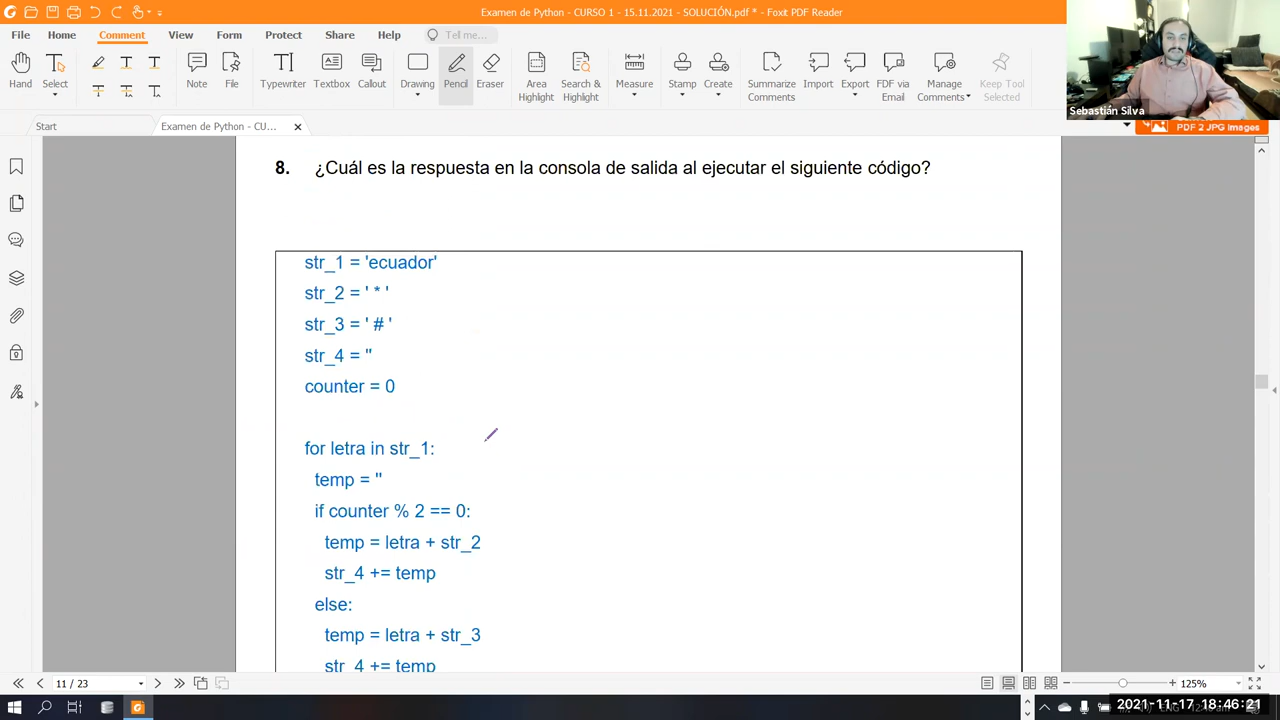 Examen de Python - CURSO 1 - 15.11.2021 - SOLUCIÓN.pdf * - Foxit PDF Reader
File Home Comment View Form Protect Share Help Tell me...
Hand Select Note File Typewriter Textbox Callout Drawing Pencil Eraser Area Highlight Search & Highlight Measure Stamp Create Summarize Comments Import Export FDF via Email Manage Comments Keep Tool Selected
Sebastián Silva
Start Examen de Python - CU...
PDF 2 JPG Images
8. ¿Cuál es la respuesta en la consola de salida al ejecutar el siguiente código?
str_1 = 'ecuador'
str_2 = ' * '
str_3 = ' # '
str_4 = ''
counter = 0
for letra in str_1:
temp = ''
if counter % 2 == 0:
temp = letra + str_2
str_4 += temp
else:
temp = letra + str_3
str_4 += temp
11 / 23
125%
2021-11-17 18:46:21